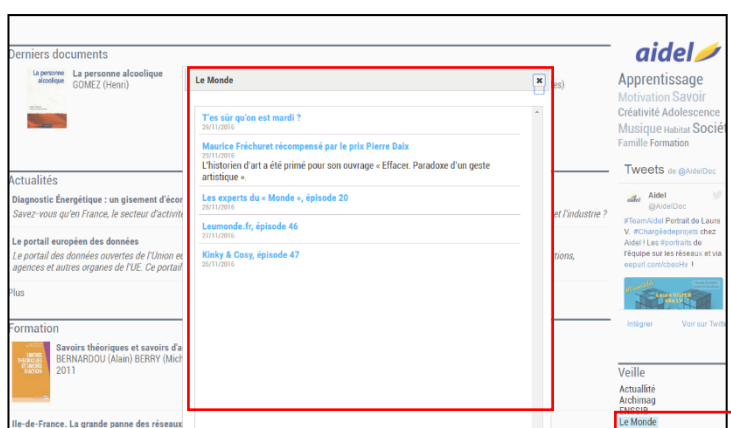 Derniers documents
La personne alcoolique
La personne alcoolique
GOMEZ (Henri)
Actualités
Diagnostic Énergétique : un gisement d'écor
Savez-vous qu'en France, le secteur d'activité
et l'industrie ?
Le portail européen des données
Le portail des données ouvertes de l'Union eu
tions,
agences et autres organes de l'UE. Ce portail
Plus
Formation
Savoirs théoriques et savoirs d'a
BERNARDOU (Alain) BERRY (Mich
2011
Ile-de-France. La grande panne des réseaux
Le Monde
es)
T'es sûr qu'on est mardi ?
29/11/2016
Maurice Fréchuret récompensé par le prix Pierre Daix
29/11/2016
L'historien d'art a été primé pour son ouvrage « Effacer. Paradoxe d'un geste
artistique ».
Les experts du « Monde », épisode 20
28/11/2016
Leumonde.fr, épisode 46
27/11/2016
Kinky & Cosy, épisode 47
26/11/2016
aidel
Apprentissage
Motivation Savoir
Créativité Adolescence
Musique Habitat Sociét
Famille Formation
Tweets de @AidelDoc
Aidel
@AidelDoc
#TeamAidel Portrait de Laure
V. #Chargéedeprojets chez
Aidel ! Les #portraits de
l'équipe sur les réseaux et via
eepurl.com/cbscHv !
Intégrer Voir sur Twitte
Veille
Actuallité
Archimag
ENSSIB
Le Monde